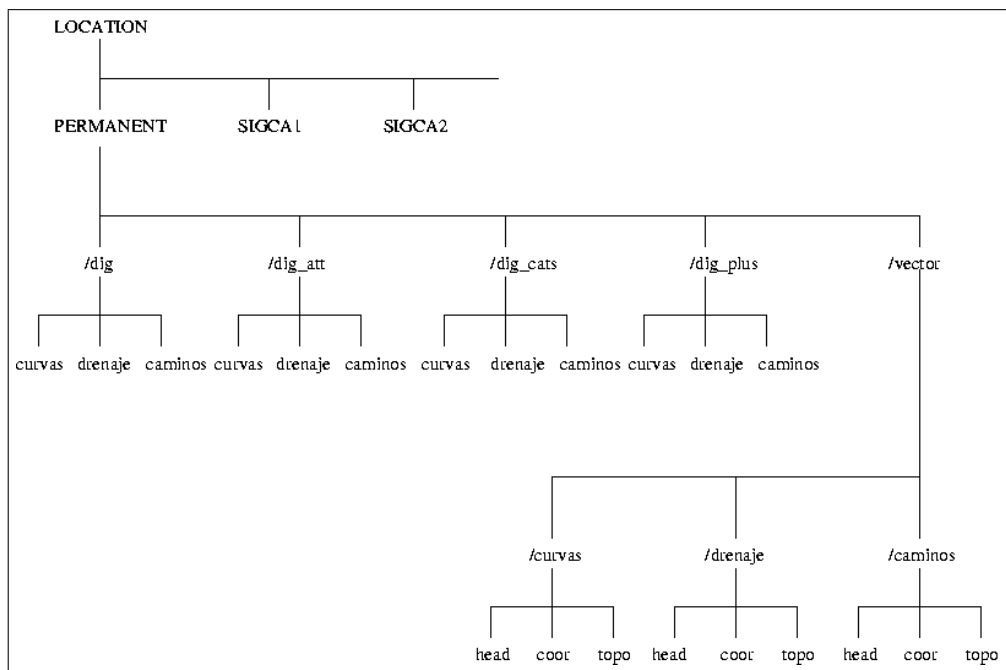 LOCATION
PERMANENT SIGCA1 SIGCA2
/dig /dig_att /dig_cats /dig_plus /vector
curvas drenaje caminos curvas drenaje caminos curvas drenaje caminos curvas drenaje caminos
/curvas /drenaje /caminos
head coor topo head coor topo head coor topo